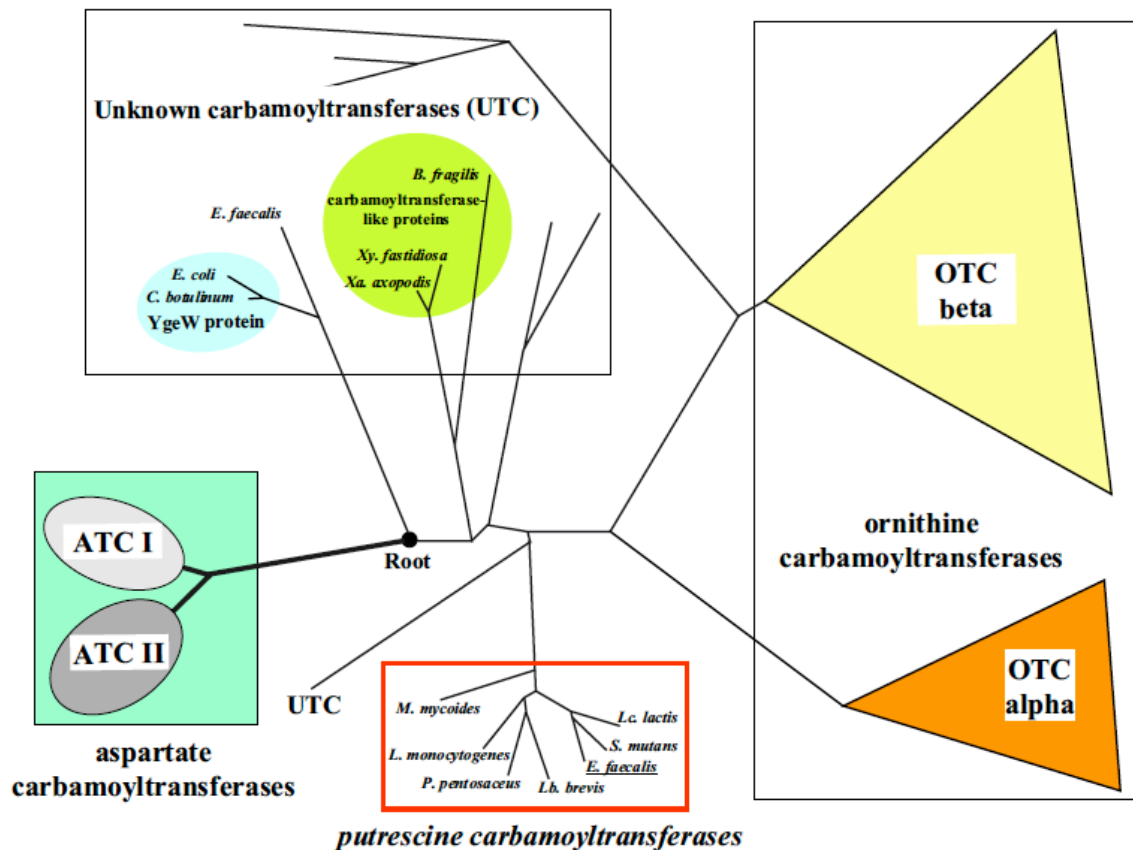 Unknown carbamoyltransferases (UTC)
B. fragilis
carbamoyltransferase-
like proteins
E. faecalis
Xy. fastidiosa
Xa. axopodis
E. coli
C. botulinum
YgeW protein
OTC
beta
ATC I
Root
ornithine
carbamoyltransferases
ATC II
UTC
OTC
alpha
M. mycoides
Lc. lactis
L. monocytogenes
S. mutans
E. faecalis
P. pentosaceus
Lb. brevis
aspartate
carbamoyltransferases
putrescine carbamoyltransferases